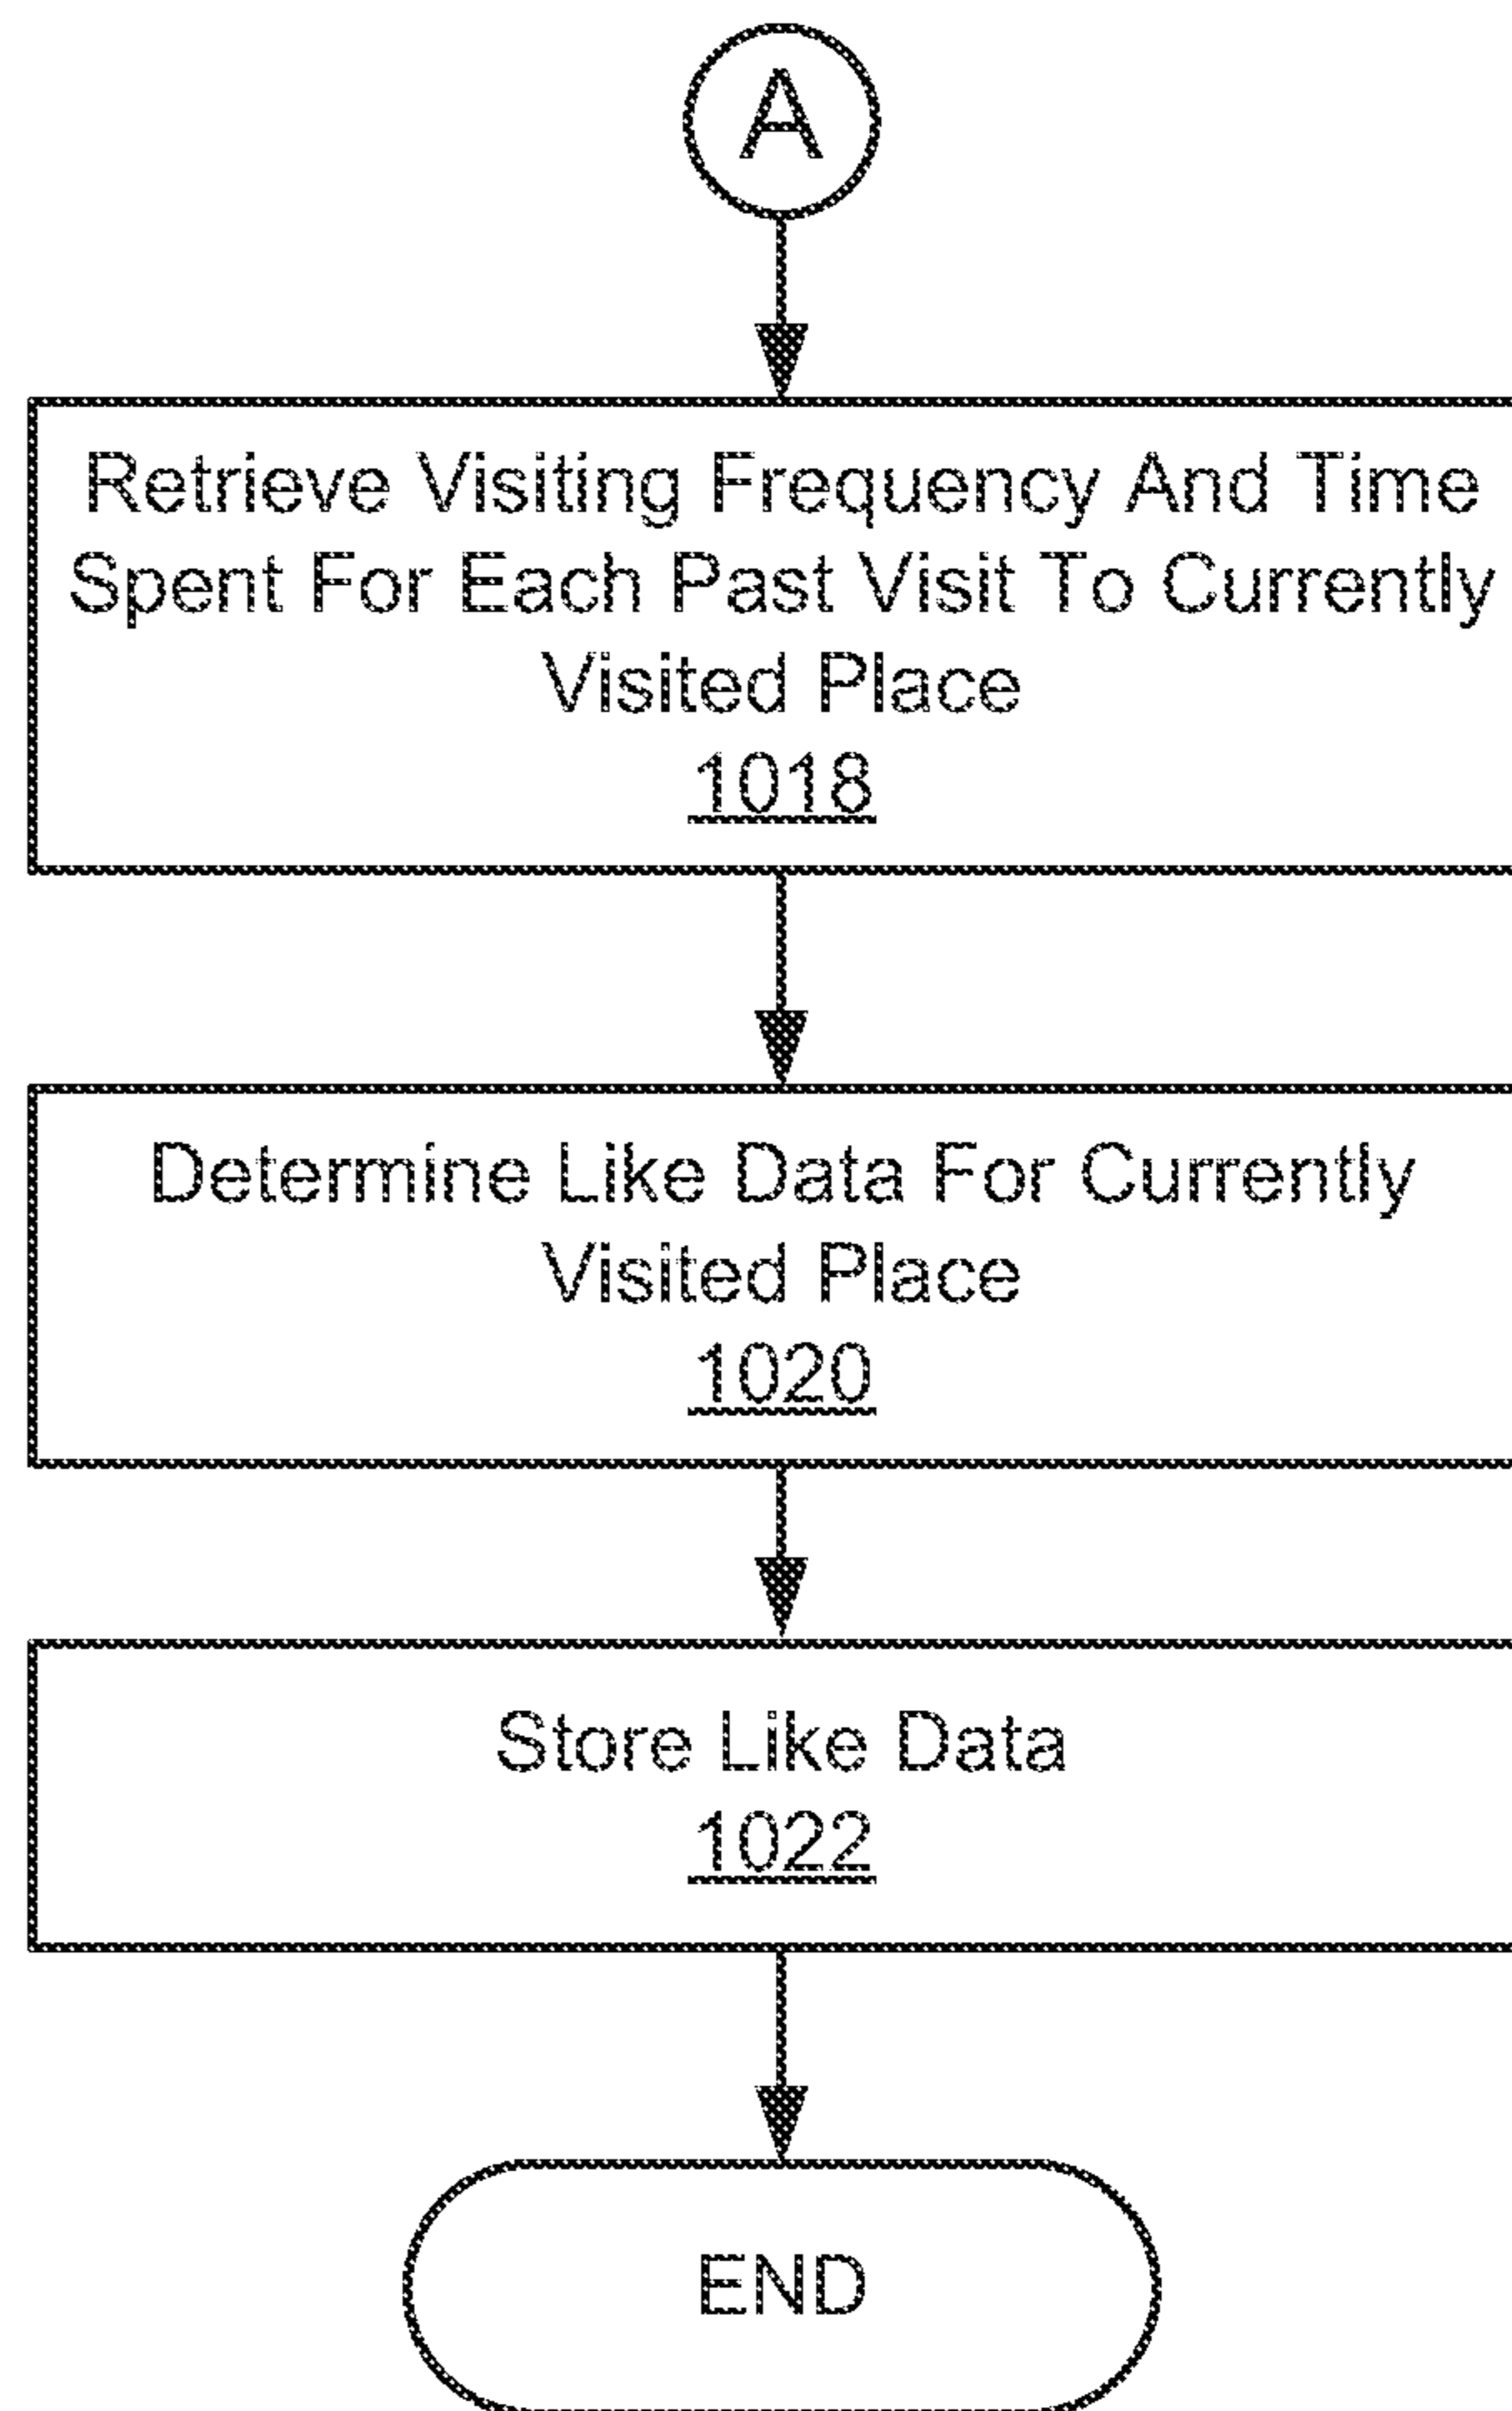 A
Retrieve Visiting Frequency And Time
Spent For Each Past Visit To Currently
Visited Place
1018
Determine Like Data For Currently
Visited Place
1020
Store Like Data
1022
END